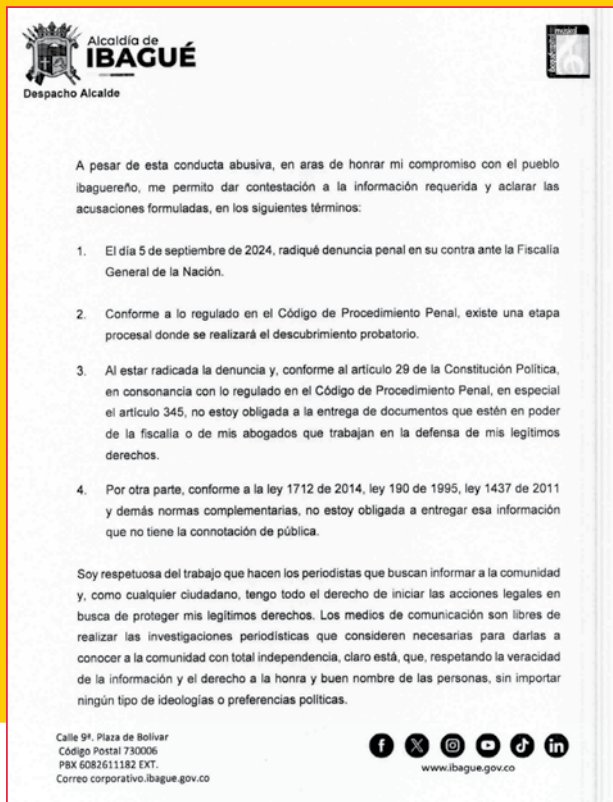 Alcaldía de
IBAGUÉ
Despacho Alcalde
A pesar de esta conducta abusiva, en aras de honrar mi compromiso con el pueblo
ibaguereño, me permito dar contestación a la información requerida y aclarar las
acusaciones formuladas, en los siguientes términos:
1. El día 5 de septiembre de 2024, radiqué denuncia penal en su contra ante la Fiscalía
General de la Nación.
2. Conforme a lo regulado en el Código de Procedimiento Penal, existe una etapa
procesal donde se realizará el descubrimiento probatorio.
3. Al estar radicada la denuncia y, conforme al artículo 29 de la Constitución Política,
en consonancia con lo regulado en el Código de Procedimiento Penal, en especial
el artículo 345, no estoy obligada a la entrega de documentos que estén en poder
de la fiscalía o de mis abogados que trabajan en la defensa de mis legítimos
derechos.
4. Por otra parte, conforme a la ley 1712 de 2014, ley 190 de 1995, ley 1437 de 2011
y demás normas complementarias, no estoy obligada a entregar esa información
que no tiene la connotación de pública.
Soy respetuosa del trabajo que hacen los periodistas que buscan informar a la comunidad
y, como cualquier ciudadano, tengo todo el derecho de iniciar las acciones legales en
busca de proteger mis legítimos derechos. Los medios de comunicación son libres de
realizar las investigaciones periodísticas que consideren necesarias para darlas a
conocer a la comunidad con total independencia, claro está, que, respetando la veracidad
de la información y el derecho a la honra y buen nombre de las personas, sin importar
ningún tipo de ideologías o preferencias políticas.
Calle 9ª. Plaza de Bolívar
Código Postal 730006
PBX 6082611182 EXT.
Correo corporativo.ibague.gov.co
www.ibague.gov.co